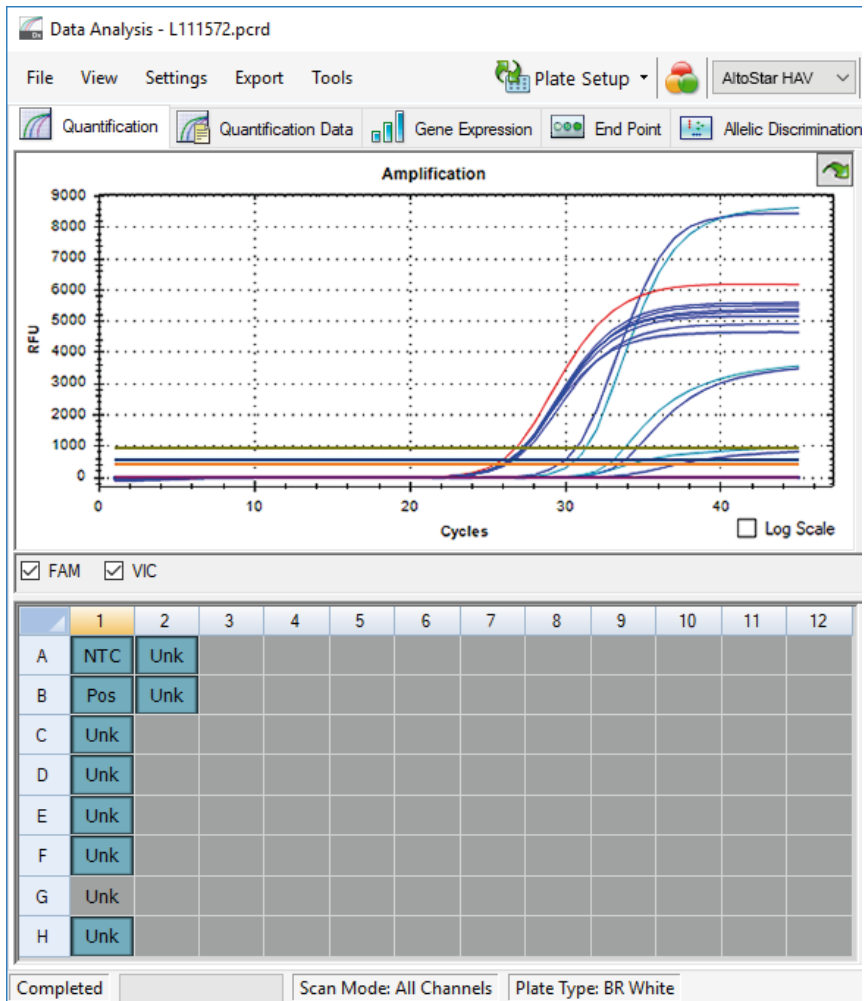 Data Analysis - L111572.pcrd
File View Settings Export Tools Plate Setup AltoStar HAV
Quantification Quantification Data Gene Expression End Point Allelic Discrimination
Amplification
9000
8000
7000
6000
5000
4000
3000
2000
1000
0
RFU
0 10 20 30 40
Cycles
Log Scale
FAM VIC
1 2 3 4 5 6 7 8 9 10 11 12
A NTC Unk
B Pos Unk
C Unk
D Unk
E Unk
F Unk
G Unk
H Unk
Completed Scan Mode: All Channels Plate Type: BR White